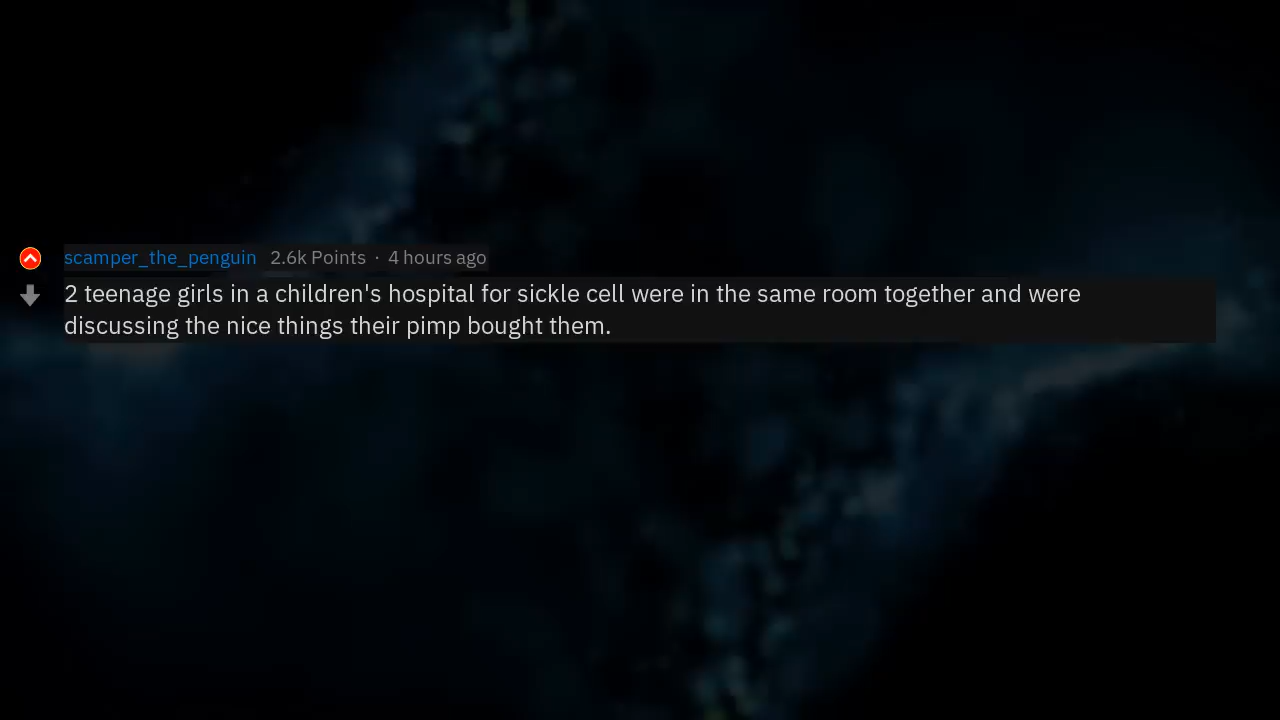 scamper_the_penguin 2.6k Points · 4 hours ago
2 teenage girls in a children's hospital for sickle cell were in the same room together and were
discussing the nice things their pimp bought them.